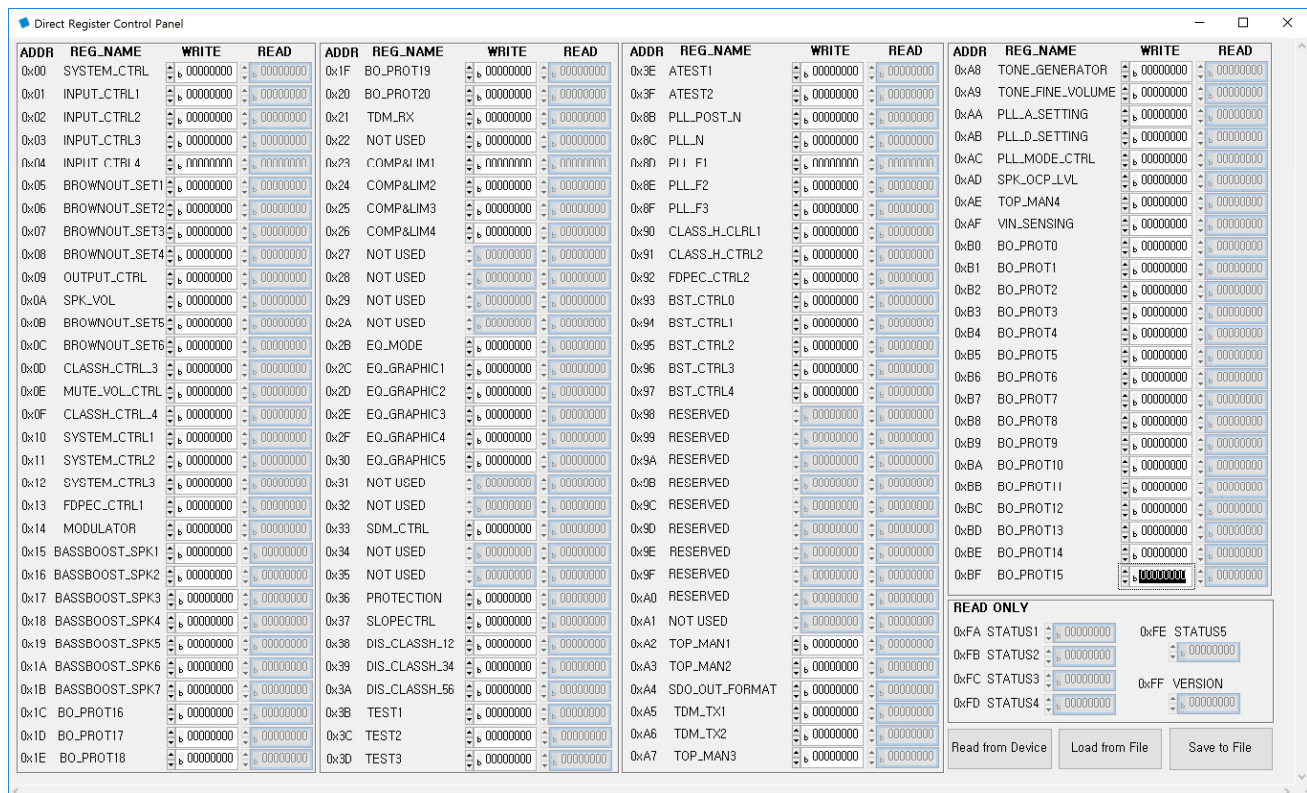 Direct Register Control Panel
ADDR REG_NAME WRITE READ
0x00 SYSTEM_CTRL b 00000000 b 00000000
0x01 INPUT_CTRL1 b 00000000 b 00000000
0x02 INPUT_CTRL2 b 00000000 b 00000000
0x03 INPUT_CTRL3 b 00000000 b 00000000
0x04 INPUT_CTRL4 b 00000000 b 00000000
0x05 BROWNOUT_SET1 b 00000000 b 00000000
0x06 BROWNOUT_SET2 b 00000000 b 00000000
0x07 BROWNOUT_SET3 b 00000000 b 00000000
0x08 BROWNOUT_SET4 b 00000000 b 00000000
0x09 OUTPUT_CTRL b 00000000 b 00000000
0x0A SPK_VOL b 00000000 b 00000000
0x0B BROWNOUT_SET5 b 00000000 b 00000000
0x0C BROWNOUT_SET6 b 00000000 b 00000000
0x0D CLASSH_CTRL_3 b 00000000 b 00000000
0x0E MUTE_VOL_CTRL b 00000000 b 00000000
0x0F CLASSH_CTRL_4 b 00000000 b 00000000
0x10 SYSTEM_CTRL1 b 00000000 b 00000000
0x11 SYSTEM_CTRL2 b 00000000 b 00000000
0x12 SYSTEM_CTRL3 b 00000000 b 00000000
0x13 FDPEC_CTRL1 b 00000000 b 00000000
0x14 MODULATOR b 00000000 b 00000000
0x15 BASSBOOST_SPK1 b 00000000 b 00000000
0x16 BASSBOOST_SPK2 b 00000000 b 00000000
0x17 BASSBOOST_SPK3 b 00000000 b 00000000
0x18 BASSBOOST_SPK4 b 00000000 b 00000000
0x19 BASSBOOST_SPK5 b 00000000 b 00000000
0x1A BASSBOOST_SPK6 b 00000000 b 00000000
0x1B BASSBOOST_SPK7 b 00000000 b 00000000
0x1C BO_PROT16 b 00000000 b 00000000
0x1D BO_PROT17 b 00000000 b 00000000
0x1E BO_PROT18 b 00000000 b 00000000
ADDR REG_NAME WRITE READ
0x1F BO_PROT19 b 00000000 b 00000000
0x20 BO_PROT20 b 00000000 b 00000000
0x21 TDM_RX b 00000000 b 00000000
0x22 NOT USED b 00000000 b 00000000
0x23 COMP&LIM1 b 00000000 b 00000000
0x24 COMP&LIM2 b 00000000 b 00000000
0x25 COMP&LIM3 b 00000000 b 00000000
0x26 COMP&LIM4 b 00000000 b 00000000
0x27 NOT USED b 00000000 b 00000000
0x28 NOT USED b 00000000 b 00000000
0x29 NOT USED b 00000000 b 00000000
0x2A NOT USED b 00000000 b 00000000
0x2B EQ_MODE b 00000000 b 00000000
0x2C EQ_GRAPHIC1 b 00000000 b 00000000
0x2D EQ_GRAPHIC2 b 00000000 b 00000000
0x2E EQ_GRAPHIC3 b 00000000 b 00000000
0x2F EQ_GRAPHIC4 b 00000000 b 00000000
0x30 EQ_GRAPHIC5 b 00000000 b 00000000
0x31 NOT USED b 00000000 b 00000000
0x32 NOT USED b 00000000 b 00000000
0x33 SDM_CTRL b 00000000 b 00000000
0x34 NOT USED b 00000000 b 00000000
0x35 NOT USED b 00000000 b 00000000
0x36 PROTECTION b 00000000 b 00000000
0x37 SLOPECTRL b 00000000 b 00000000
0x38 DIS_CLASSH_12 b 00000000 b 00000000
0x39 DIS_CLASSH_34 b 00000000 b 00000000
0x3A DIS_CLASSH_56 b 00000000 b 00000000
0x3B TEST1 b 00000000 b 00000000
0x3C TEST2 b 00000000 b 00000000
0x3D TEST3 b 00000000 b 00000000
ADDR REG_NAME WRITE READ
0x3E ATEST1 b 00000000 b 00000000
0x3F ATEST2 b 00000000 b 00000000
0x8B PLL_POST_N b 00000000 b 00000000
0x8C PLL_N b 00000000 b 00000000
0x8D PLL_F1 b 00000000 b 00000000
0x8E PLL_F2 b 00000000 b 00000000
0x8F PLL_F3 b 00000000 b 00000000
0x90 CLASS_H_CLRL1 b 00000000 b 00000000
0x91 CLASS_H_CTRL2 b 00000000 b 00000000
0x92 FDPEC_CTRL2 b 00000000 b 00000000
0x93 BST_CTRL0 b 00000000 b 00000000
0x94 BST_CTRL1 b 00000000 b 00000000
0x95 BST_CTRL2 b 00000000 b 00000000
0x96 BST_CTRL3 b 00000000 b 00000000
0x97 BST_CTRL4 b 00000000 b 00000000
0x98 RESERVED b 00000000 b 00000000
0x99 RESERVED b 00000000 b 00000000
0x9A RESERVED b 00000000 b 00000000
0x9B RESERVED b 00000000 b 00000000
0x9C RESERVED b 00000000 b 00000000
0x9D RESERVED b 00000000 b 00000000
0x9E RESERVED b 00000000 b 00000000
0x9F RESERVED b 00000000 b 00000000
0xA0 RESERVED b 00000000 b 00000000
0xA1 NOT USED b 00000000 b 00000000
0xA2 TOP_MAN1 b 00000000 b 00000000
0xA3 TOP_MAN2 b 00000000 b 00000000
0xA4 SDO_OUT_FORMAT b 00000000 b 00000000
0xA5 TDM_TX1 b 00000000 b 00000000
0xA6 TDM_TX2 b 00000000 b 00000000
0xA7 TOP_MAN3 b 00000000 b 00000000
ADDR REG_NAME WRITE READ
0xA8 TONE_GENERATOR b 00000000 b 00000000
0xA9 TONE_FINE_VOLUME b 00000000 b 00000000
0xAA PLL_A_SETTING b 00000000 b 00000000
0xAB PLL_D_SETTING b 00000000 b 00000000
0xAC PLL_MODE_CTRL b 00000000 b 00000000
0xAD SPK_OCP_LVL b 00000000 b 00000000
0xAE TOP_MAN4 b 00000000 b 00000000
0xAF VIN_SENSING b 00000000 b 00000000
0xB0 BO_PROT0 b 00000000 b 00000000
0xB1 BO_PROT1 b 00000000 b 00000000
0xB2 BO_PROT2 b 00000000 b 00000000
0xB3 BO_PROT3 b 00000000 b 00000000
0xB4 BO_PROT4 b 00000000 b 00000000
0xB5 BO_PROT5 b 00000000 b 00000000
0xB6 BO_PROT6 b 00000000 b 00000000
0xB7 BO_PROT7 b 00000000 b 00000000
0xB8 BO_PROT8 b 00000000 b 00000000
0xB9 BO_PROT9 b 00000000 b 00000000
0xBA BO_PROT10 b 00000000 b 00000000
0xBB BO_PROT11 b 00000000 b 00000000
0xBC BO_PROT12 b 00000000 b 00000000
0xBD BO_PROT13 b 00000000 b 00000000
0xBE BO_PROT14 b 00000000 b 00000000
0xBF BO_PROT15 b 00000000 b 00000000
READ ONLY
0xFA STATUS1 b 00000000
0xFB STATUS2 b 00000000
0xFC STATUS3 b 00000000
0xFD STATUS4 b 00000000
0xFE STATUS5
b 00000000
0xFF VERSION
b 00000000
Read from Device Load from File Save to File